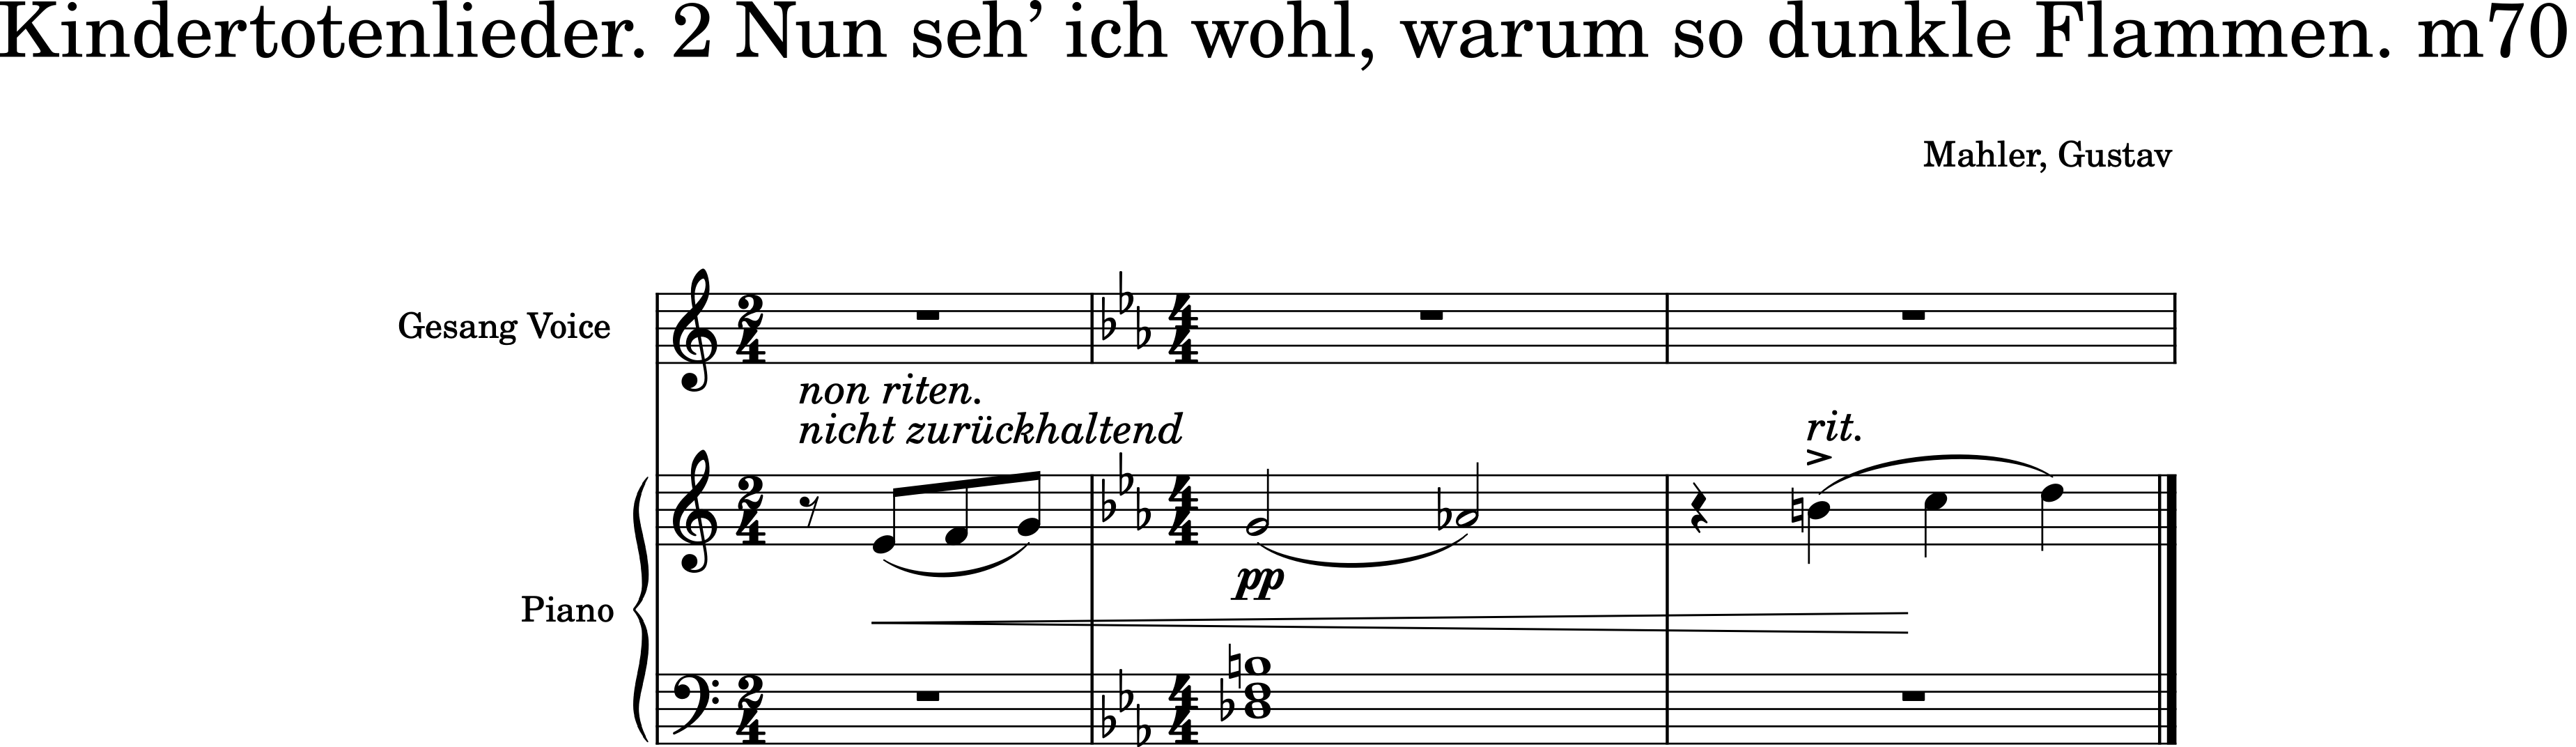 Kindertotenlieder. 2 Nun seh’ ich wohl, warum so dunkle Flammen. m70
Mahler, Gustav
Gesang Voice
non riten.
nicht zurückhaltend
rit.
pp
Piano